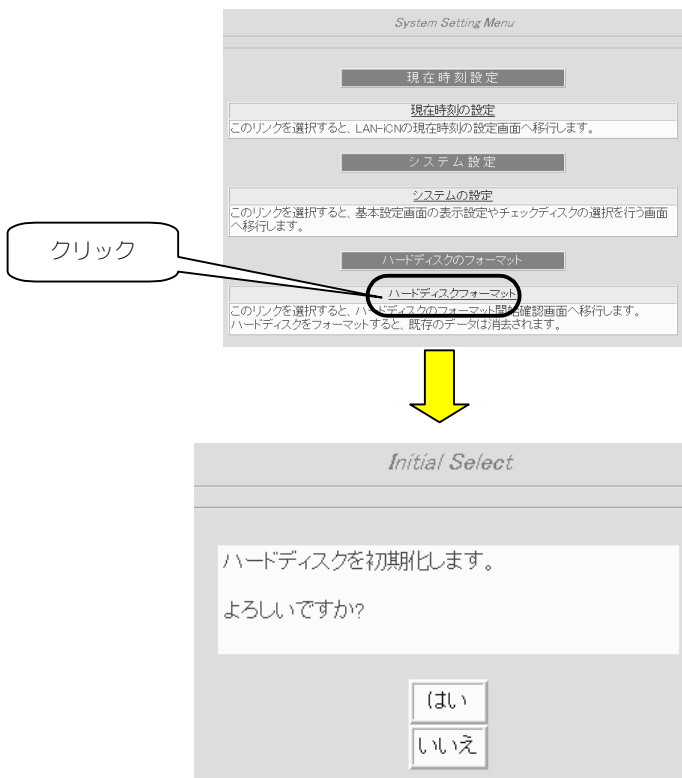 System Setting Menu
現在時刻設定
現在時刻の設定
このリンクを選択すると、LAN-iCNの現在時刻の設定画面へ移行します。
システム設定
システムの設定
このリンクを選択すると、基本設定画面の表示設定やチェックディスクの選択を行う画面
へ移行します。
クリック
ハードディスクのフォーマット
ハードディスクフォーマット
このリンクを選択すると、ハードディスクのフォーマット開始確認画面へ移行します。
ハードディスクをフォーマットすると、既存のデータは消去されます。
Initial Select
ハードディスクを初期化します。
よろしいですか?
はい
いいえ